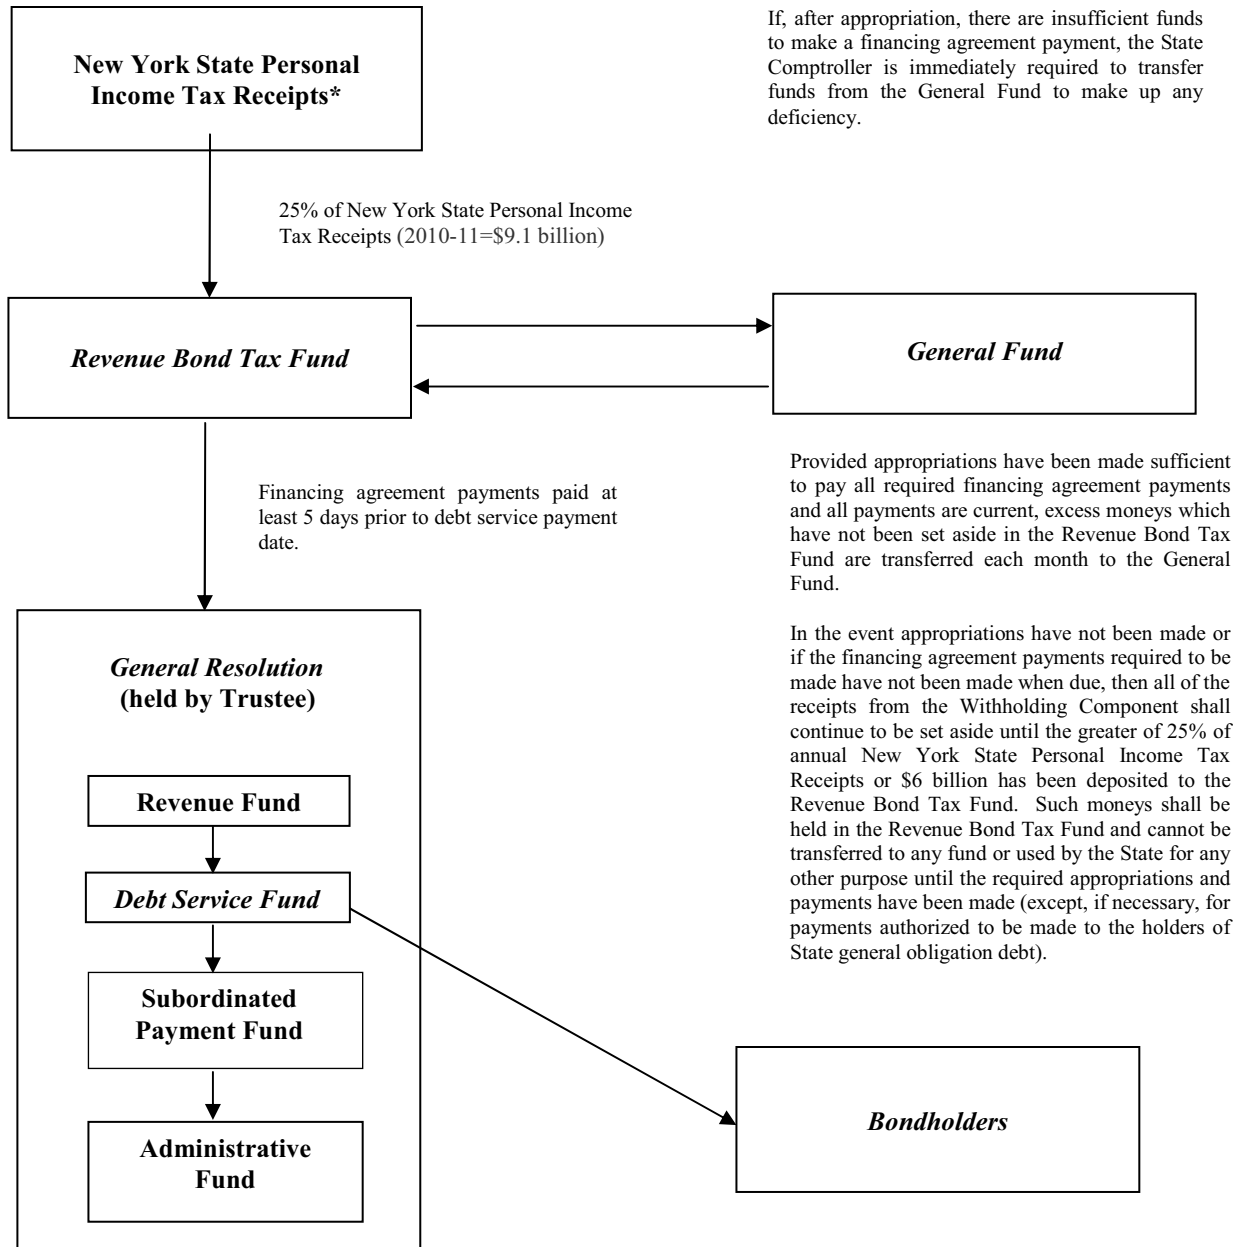 New York State Personal
Income Tax Receipts*
If, after appropriation, there are insufficient funds
to make a financing agreement payment, the State
Comptroller is immediately required to transfer
funds from the General Fund to make up any
deficiency.
25% of New York State Personal Income
Tax Receipts (2010-11=$9.1 billion)
Revenue Bond Tax Fund
General Fund
Financing agreement payments paid at
least 5 days prior to debt service payment
date.
Provided appropriations have been made sufficient
to pay all required financing agreement payments
and all payments are current, excess moneys which
have not been set aside in the Revenue Bond Tax
Fund are transferred each month to the General
Fund.
In the event appropriations have not been made or
if the financing agreement payments required to be
made have not been made when due, then all of the
receipts from the Withholding Component shall
continue to be set aside until the greater of 25% of
annual New York State Personal Income Tax
Receipts or $6 billion has been deposited to the
Revenue Bond Tax Fund. Such moneys shall be
held in the Revenue Bond Tax Fund and cannot be
transferred to any fund or used by the State for any
other purpose until the required appropriations and
payments have been made (except, if necessary, for
payments authorized to be made to the holders of
State general obligation debt).
General Resolution
(held by Trustee)
Revenue Fund
Debt Service Fund
Subordinated
Payment Fund
Administrative
Fund
Bondholders